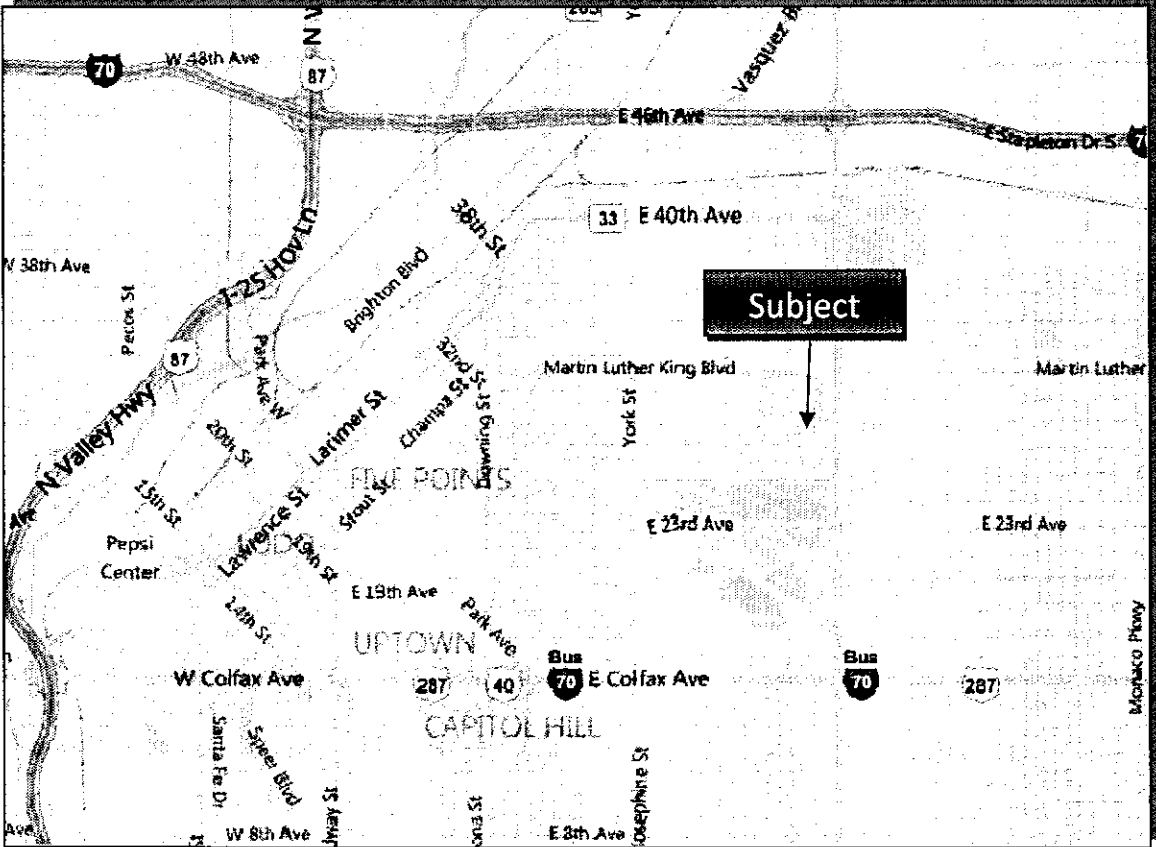 70
W 48th Ave
87
Vasquez B
E 46th Ave
E Stapleton Dr S
7
38th St
33
E 40th Ave
I-25 HOV Ln
W 38th Ave
Brighton Blvd
Pecos St
Subject
87
Park Ave W
32nd S
Martin Luther King Blvd
Martin Luther
N Valley Hwy
Larimer St
Champa St
Downing St
York St
20th St
FIVE POINTS
15th St
Stout St
Lawrence St
E 23rd Ave
E 23rd Ave
Pepsi
Center
19th St
E 19th Ave
14th St
Park Ave
UPTOWN
Monaco Pkwy
W Colfax Ave
287
40
Bus
70
E Colfax Ave
Bus
70
287
CAPITOL HILL
Santa Fe Dr
Speer Blvd
osephine St
Ave
W 8th Ave
E 8th Ave